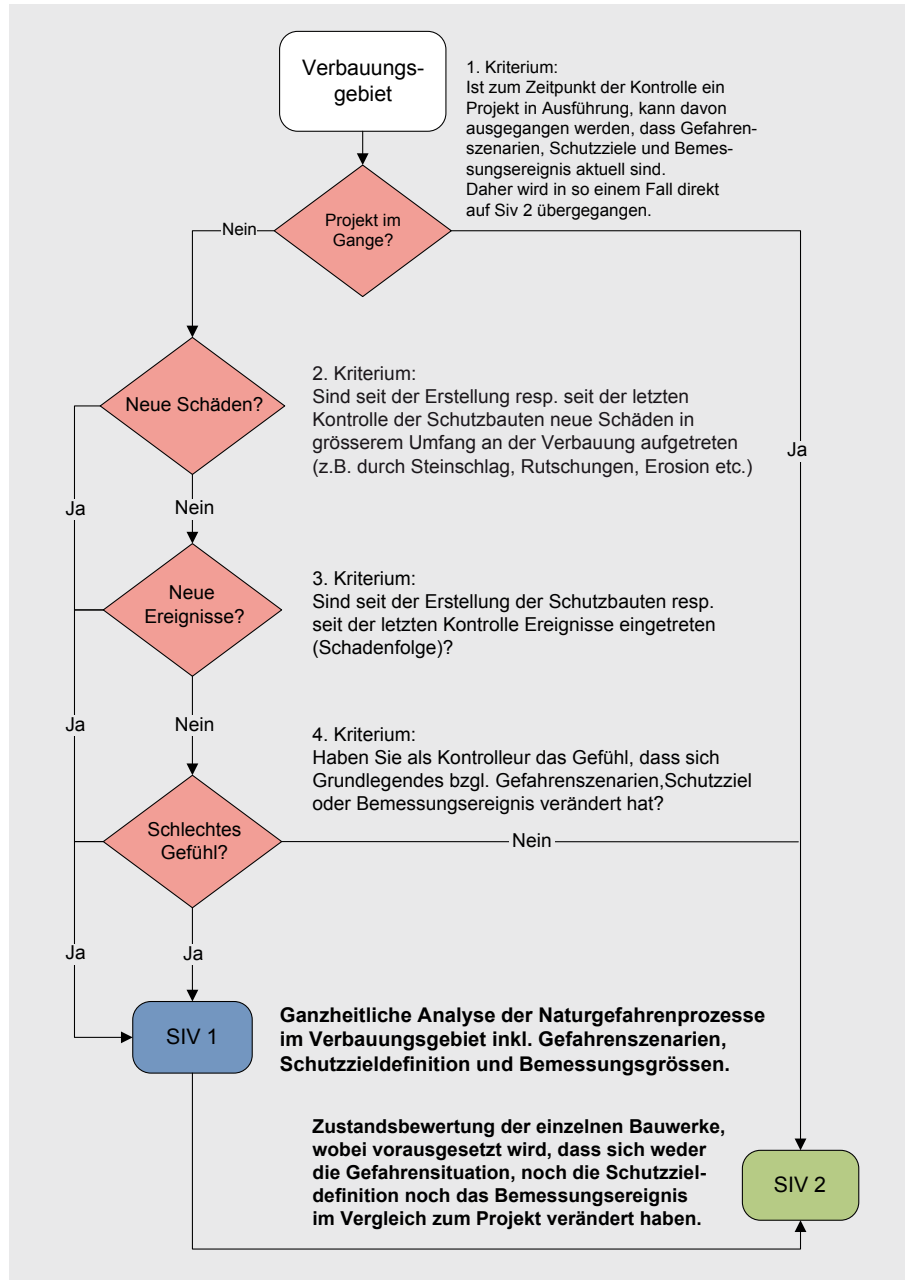 Verbauungs-
gebiet
1. Kriterium:
Ist zum Zeitpunkt der Kontrolle ein
Projekt in Ausführung, kann davon
ausgegangen werden, dass Gefahren-
szenarien, Schutzziele und Bemes-
sungsereignis aktuell sind.
Daher wird in so einem Fall direkt
auf Siv 2 übergegangen.
Projekt im
Gange?
Nein
Ja
Neue Schäden?
2. Kriterium:
Sind seit der Erstellung resp. seit der letzten
Kontrolle der Schutzbauten neue Schäden in
grösserem Umfang an der Verbauung aufgetreten
(z.B. durch Steinschlag, Rutschungen, Erosion etc.)
Ja
Nein
Neue
Ereignisse?
3. Kriterium:
Sind seit der Erstellung der Schutzbauten resp.
seit der letzten Kontrolle Ereignisse eingetreten
(Schadenfolge)?
Ja
Nein
4. Kriterium:
Haben Sie als Kontrolleur das Gefühl, dass sich
Grundlegendes bzgl. Gefahrenszenarien,Schutzziel
oder Bemessungsereignis verändert hat?
Schlechtes
Gefühl?
Nein
Ja
Ja
SIV 1
Ganzheitliche Analyse der Naturgefahrenprozesse
im Verbauungsgebiet inkl. Gefahrenszenarien,
Schutzzieldefinition und Bemessungsgrössen.
Zustandsbewertung der einzelnen Bauwerke,
wobei vorausgesetzt wird, dass sich weder
die Gefahrensituation, noch die Schutzziel-
definition noch das Bemessungsereignis
im Vergleich zum Projekt verändert haben.
SIV 2